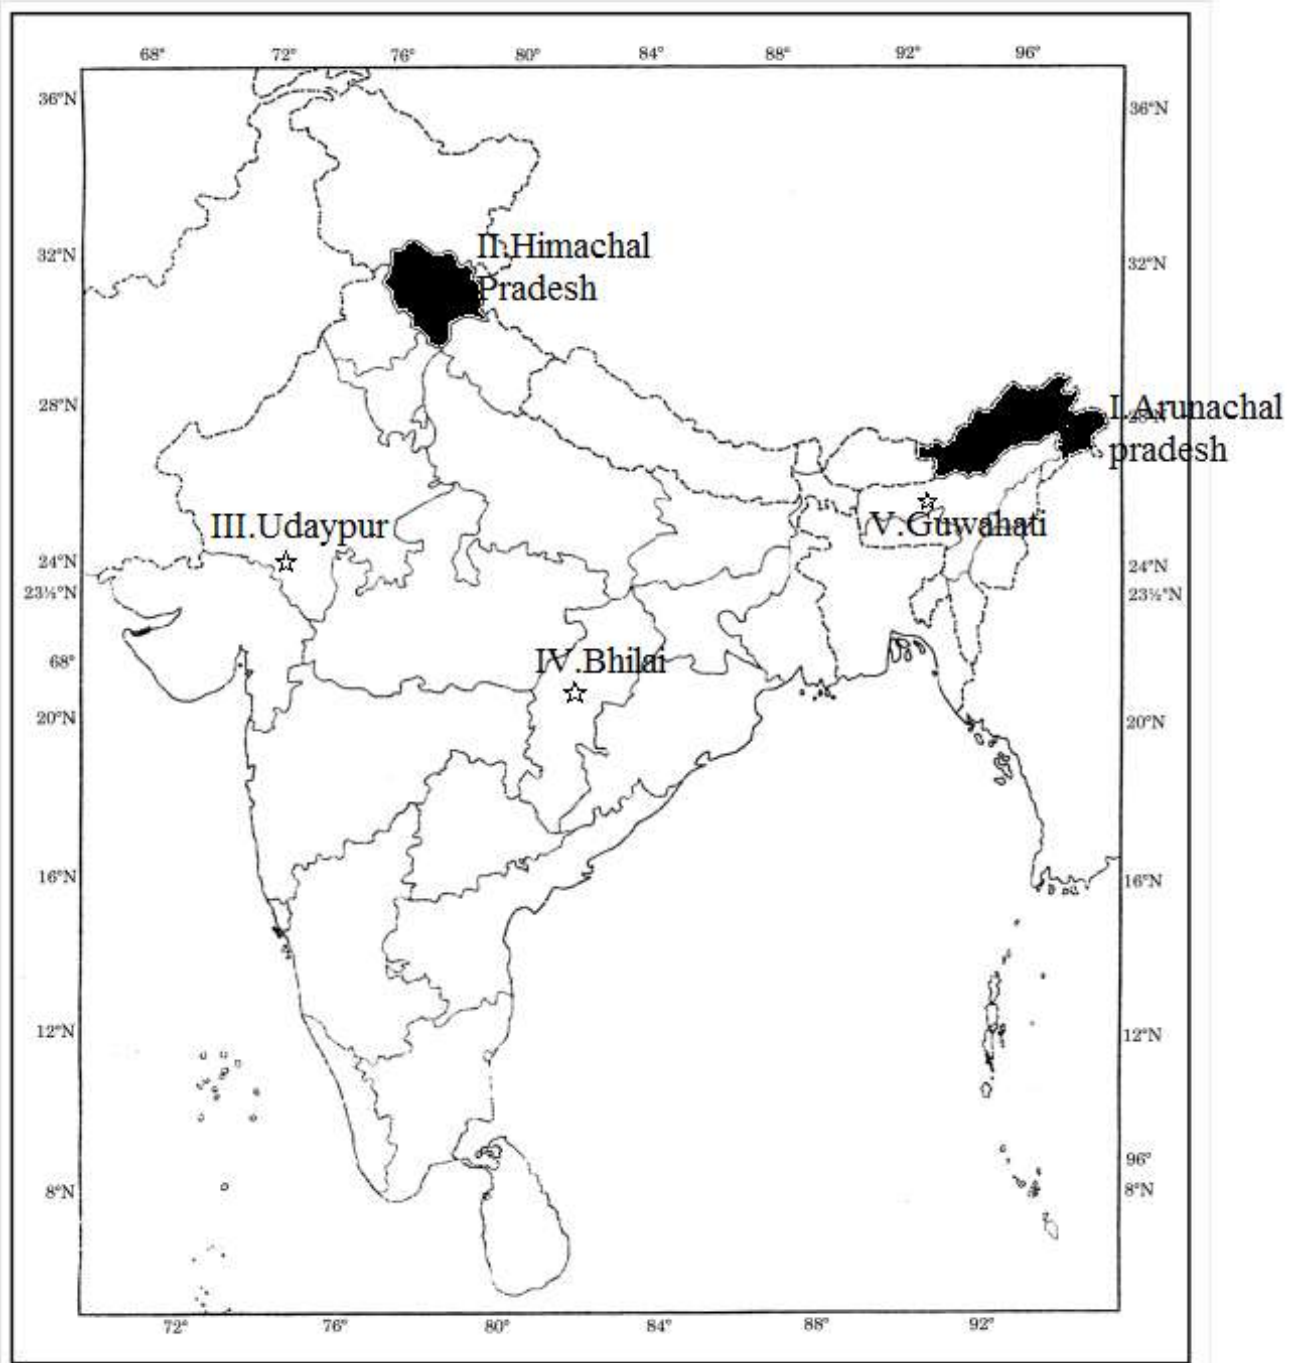 68° 72° 76° 80° 84° 88° 92° 96°
36°N 36°N
II.Himachal
32°N 32°N
Pradesh
28°N I.Arunachal
pradesh
III.Udaypur V.Guwahati
24°N 24°N
23½°N 23½°N
68° IV.Bhilai
20°N 20°N
16°N 16°N
12°N 12°N
96°
8°N 8°N
72° 76° 80° 84° 88° 92°